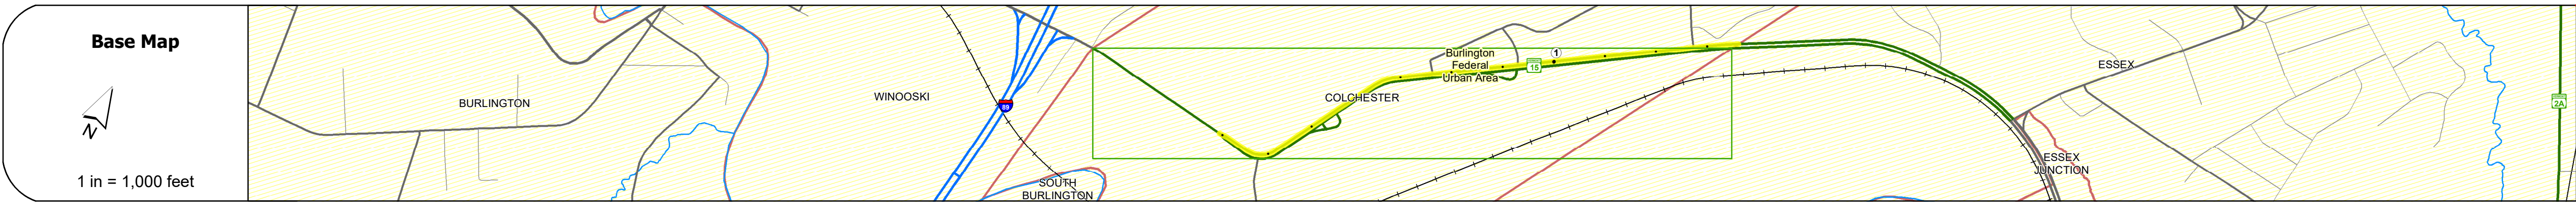 Base Map
N
1 in = 1,000 feet
BURLINGTON
WINOOSKI
89
SOUTH
BURLINGTON
COLCHESTER
Burlington
Federal
Urban Area
15
1
ESSEX
ESSEX
JUNCTION
2A